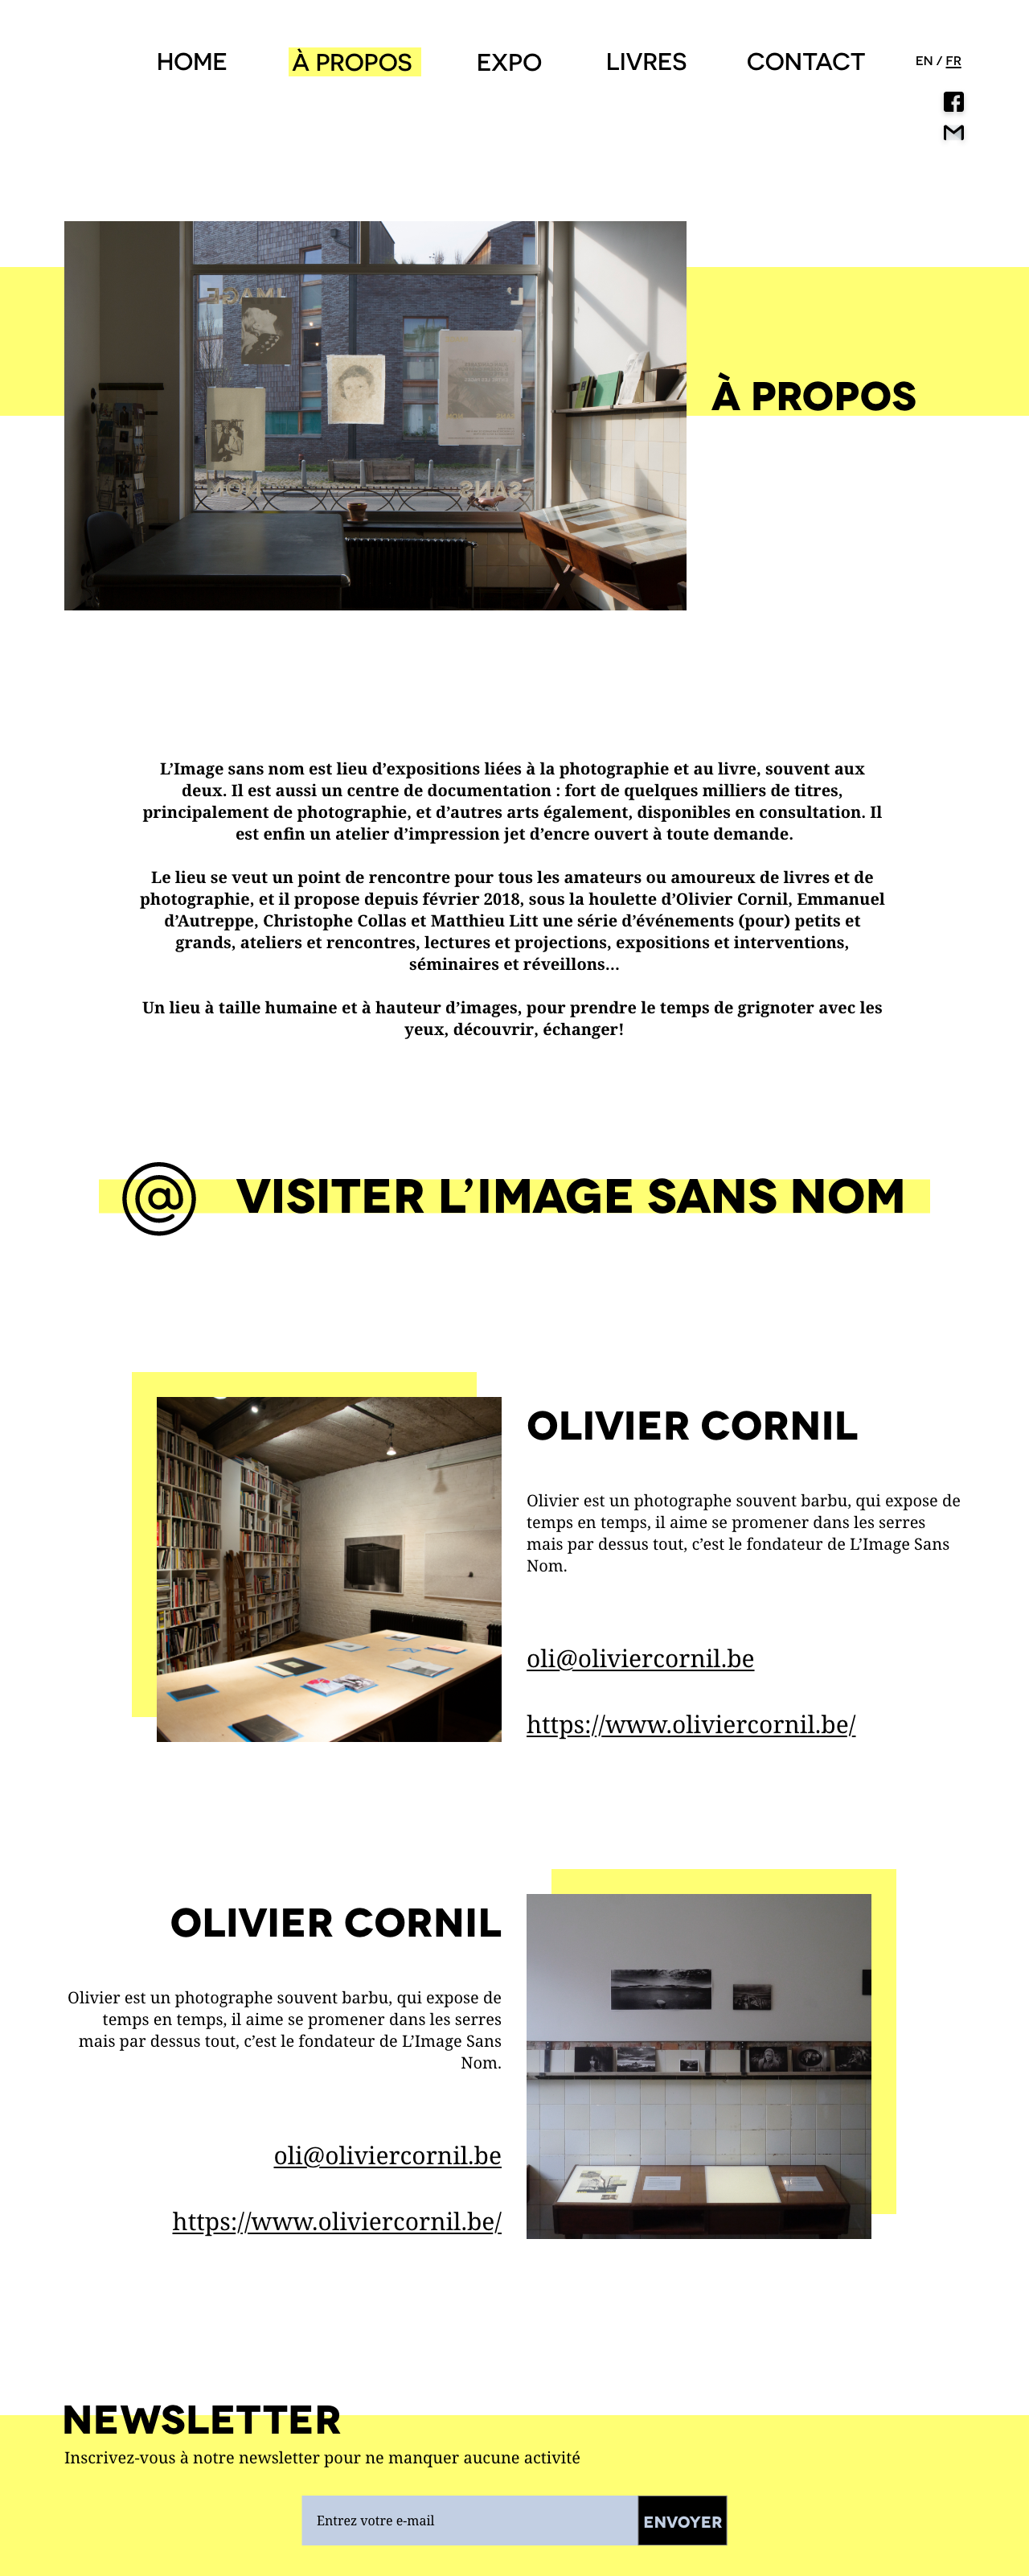 HOME À PROPOS EXPO LIVRES CONTACT EN / FR
L'IMAGE
SANS NOM
À PROPOS
L’Image sans nom est lieu d’expositions liées à la photographie et au livre, souvent aux
deux. Il est aussi un centre de documentation : fort de quelques milliers de titres,
principalement de photographie, et d’autres arts également, disponibles en consultation. Il
est enfin un atelier d’impression jet d’encre ouvert à toute demande.
Le lieu se veut un point de rencontre pour tous les amateurs ou amoureux de livres et de
photographie, et il propose depuis février 2018, sous la houlette d’Olivier Cornil, Emmanuel
d’Autreppe, Christophe Collas et Matthieu Litt une série d’événements (pour) petits et
grands, ateliers et rencontres, lectures et projections, expositions et interventions,
séminaires et réveillons...
Un lieu à taille humaine et à hauteur d’images, pour prendre le temps de grignoter avec les
yeux, découvrir, échanger!
@ VISITER L’IMAGE SANS NOM
OLIVIER CORNIL
Olivier est un photographe souvent barbu, qui expose de
temps en temps, il aime se promener dans les serres
mais par dessus tout, c’est le fondateur de L’Image Sans
Nom.
oli@oliviercornil.be
https://www.oliviercornil.be/
OLIVIER CORNIL
Olivier est un photographe souvent barbu, qui expose de
temps en temps, il aime se promener dans les serres
mais par dessus tout, c’est le fondateur de L’Image Sans
Nom.
oli@oliviercornil.be
https://www.oliviercornil.be/
NEWSLETTER
Inscrivez-vous à notre newsletter pour ne manquer aucune activité
Entrez votre e-mail
ENVOYER